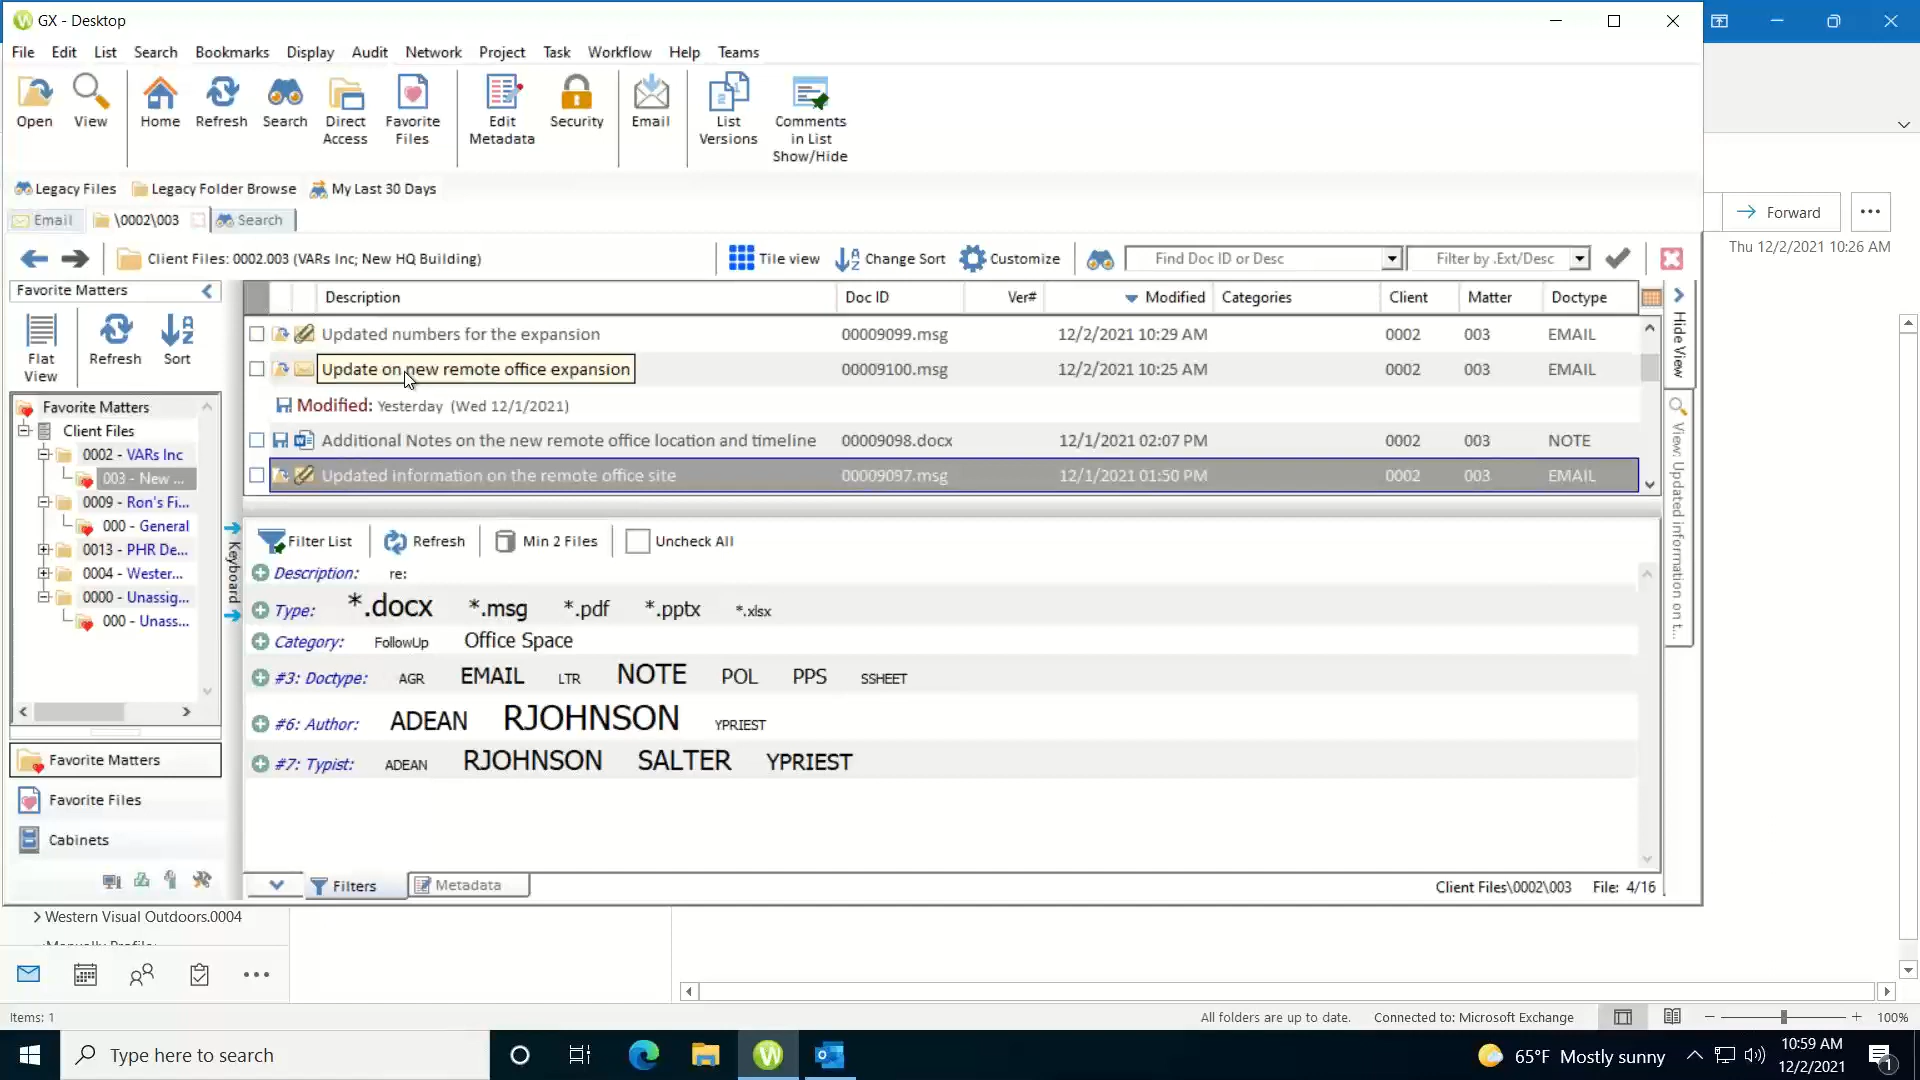 GX - Desktop
File Edit List Search Bookmarks Display Audit Network Project Task Workflow Help Teams
Open View Home Refresh Search Direct Access Favorite Files Edit Metadata Security Email List Versions Comments in List Show/Hide
Legacy Files Legacy Folder Browse My Last 30 Days
Email \0002\003 Search
Forward
Thu 12/2/2021 10:26 AM
Client Files: 0002.003 (VARs Inc; New HQ Building) Tile view Change Sort Customize Find Doc ID or Desc Filter by .Ext/Desc
Favorite Matters
Flat View Refresh Sort
Favorite Matters
Client Files
0002 - VARs Inc
003 - New ...
0009 - Ron's Fi...
000 - General
0013 - PHR De...
0004 - Wester...
0000 - Unassig...
000 - Unass...
Favorite Matters
Favorite Files
Cabinets
Keyboard
Description Doc ID Ver# Modified Categories Client Matter Doctype
Updated numbers for the expansion 00009099.msg 12/2/2021 10:29 AM 0002 003 EMAIL
Update on new remote office expansion 00009100.msg 12/2/2021 10:25 AM 0002 003 EMAIL
Modified: Yesterday (Wed 12/1/2021)
Additional Notes on the new remote office location and timeline 00009098.docx 12/1/2021 02:07 PM 0002 003 NOTE
Updated information on the remote office site 00009097.msg 12/1/2021 01:50 PM 0002 003 EMAIL
Hide View
View: Updated information on t...
Filter List Refresh Min 2 Files Uncheck All
Description: re:
Type: *.docx *.msg *.pdf *.pptx *.xlsx
Category: FollowUp Office Space
#3: Doctype: AGR EMAIL LTR NOTE POL PPS SSHEET
#6: Author: ADEAN RJOHNSON YPRIEST
#7: Typist: ADEAN RJOHNSON SALTER YPRIEST
Filters Metadata Client Files\0002\003 File: 4/16
Western Visual Outdoors.0004
Items: 1 All folders are up to date. Connected to: Microsoft Exchange 100%
Type here to search 65°F Mostly sunny 10:59 AM
12/2/2021
1